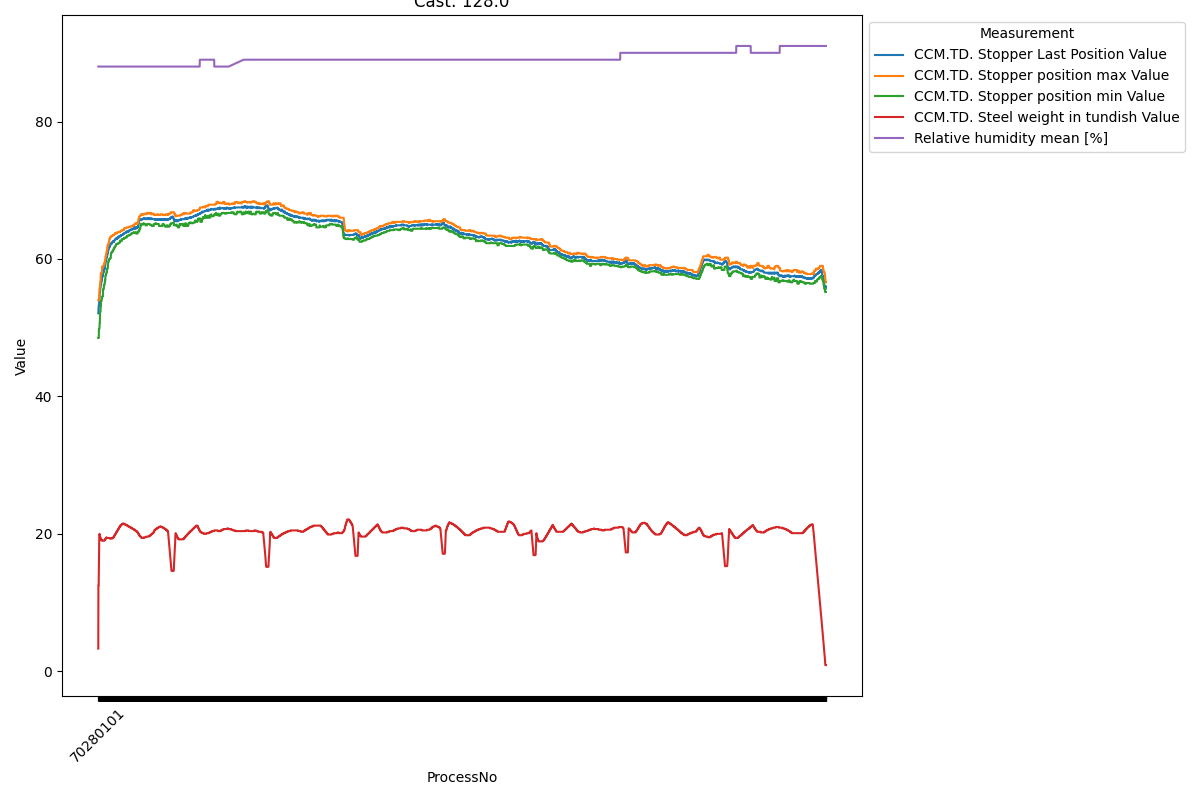 Cast: 128.0
Measurement
CCM.TD. Stopper Last Position Value
CCM.TD. Stopper position max Value
CCM.TD. Stopper position min Value
CCM.TD. Steel weight in tundish Value
Relative humidity mean [%]
80
60
40
20
0
Value
70280101
ProcessNo